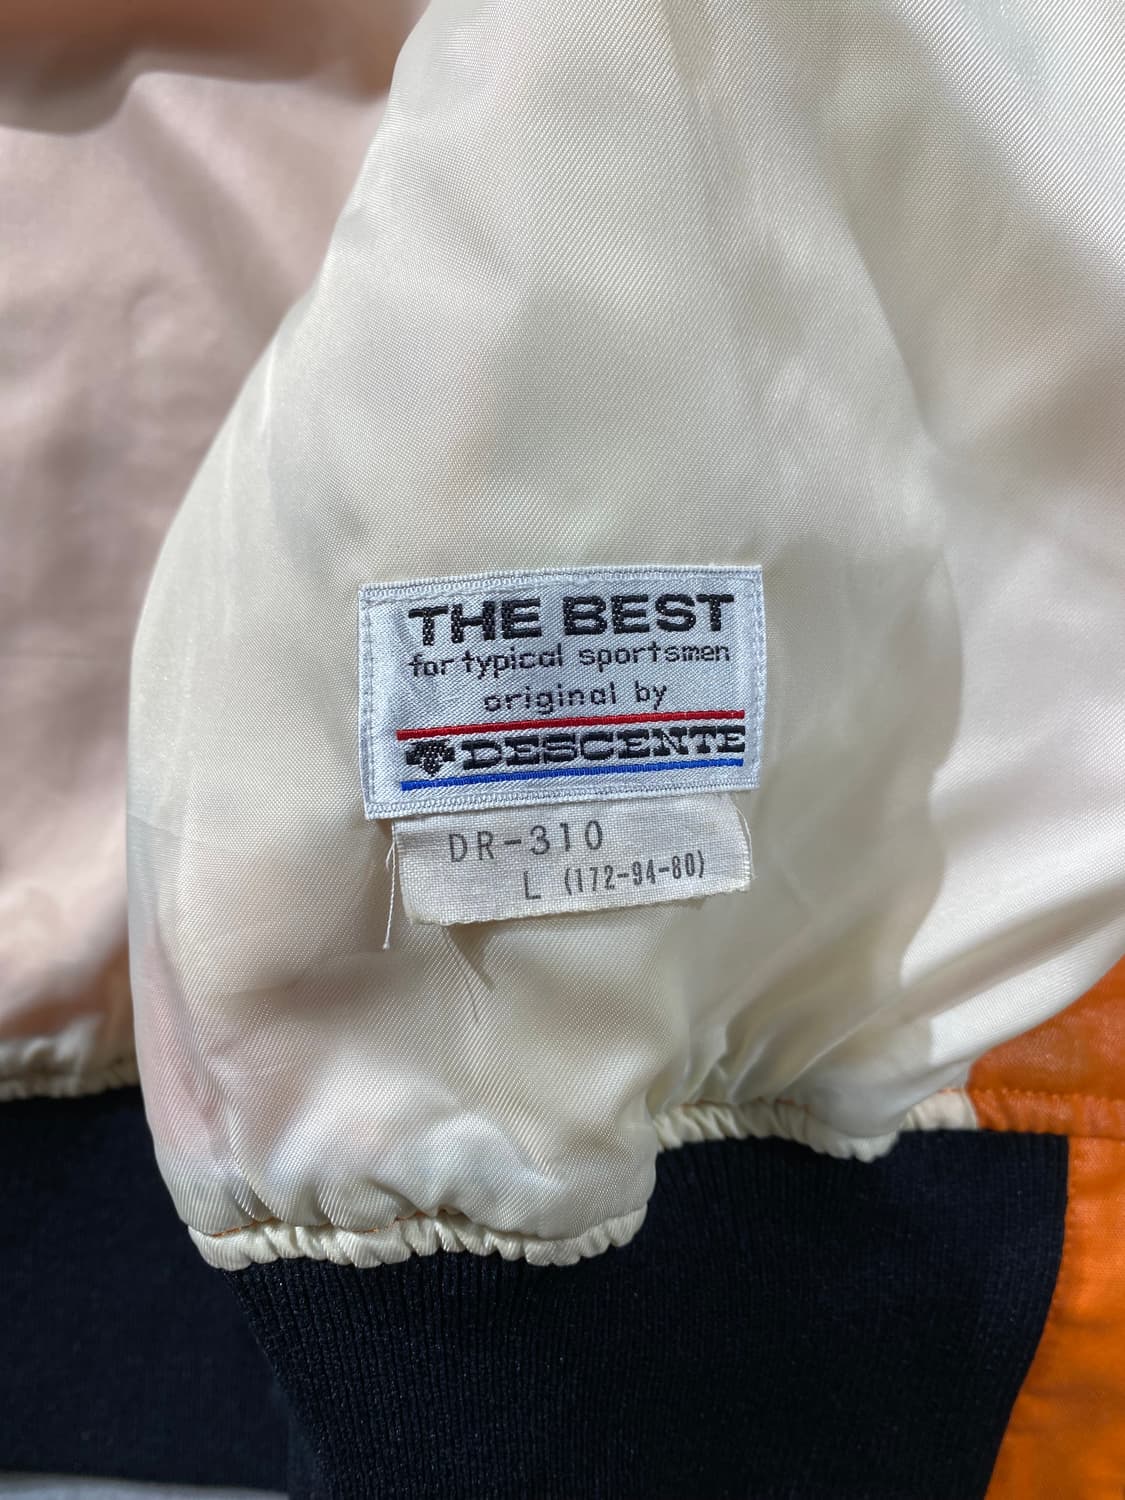 THE BEST
for typical sportsmen
original by
DESCENTE
DR-310
L (172-94-80)